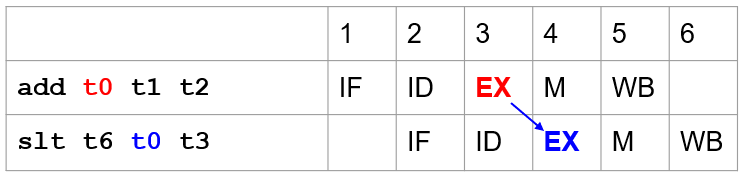 1 2 3 4 5 6
add t0 t1 t2 IF ID EX M WB
slt t6 t0 t3 IF ID EX M WB